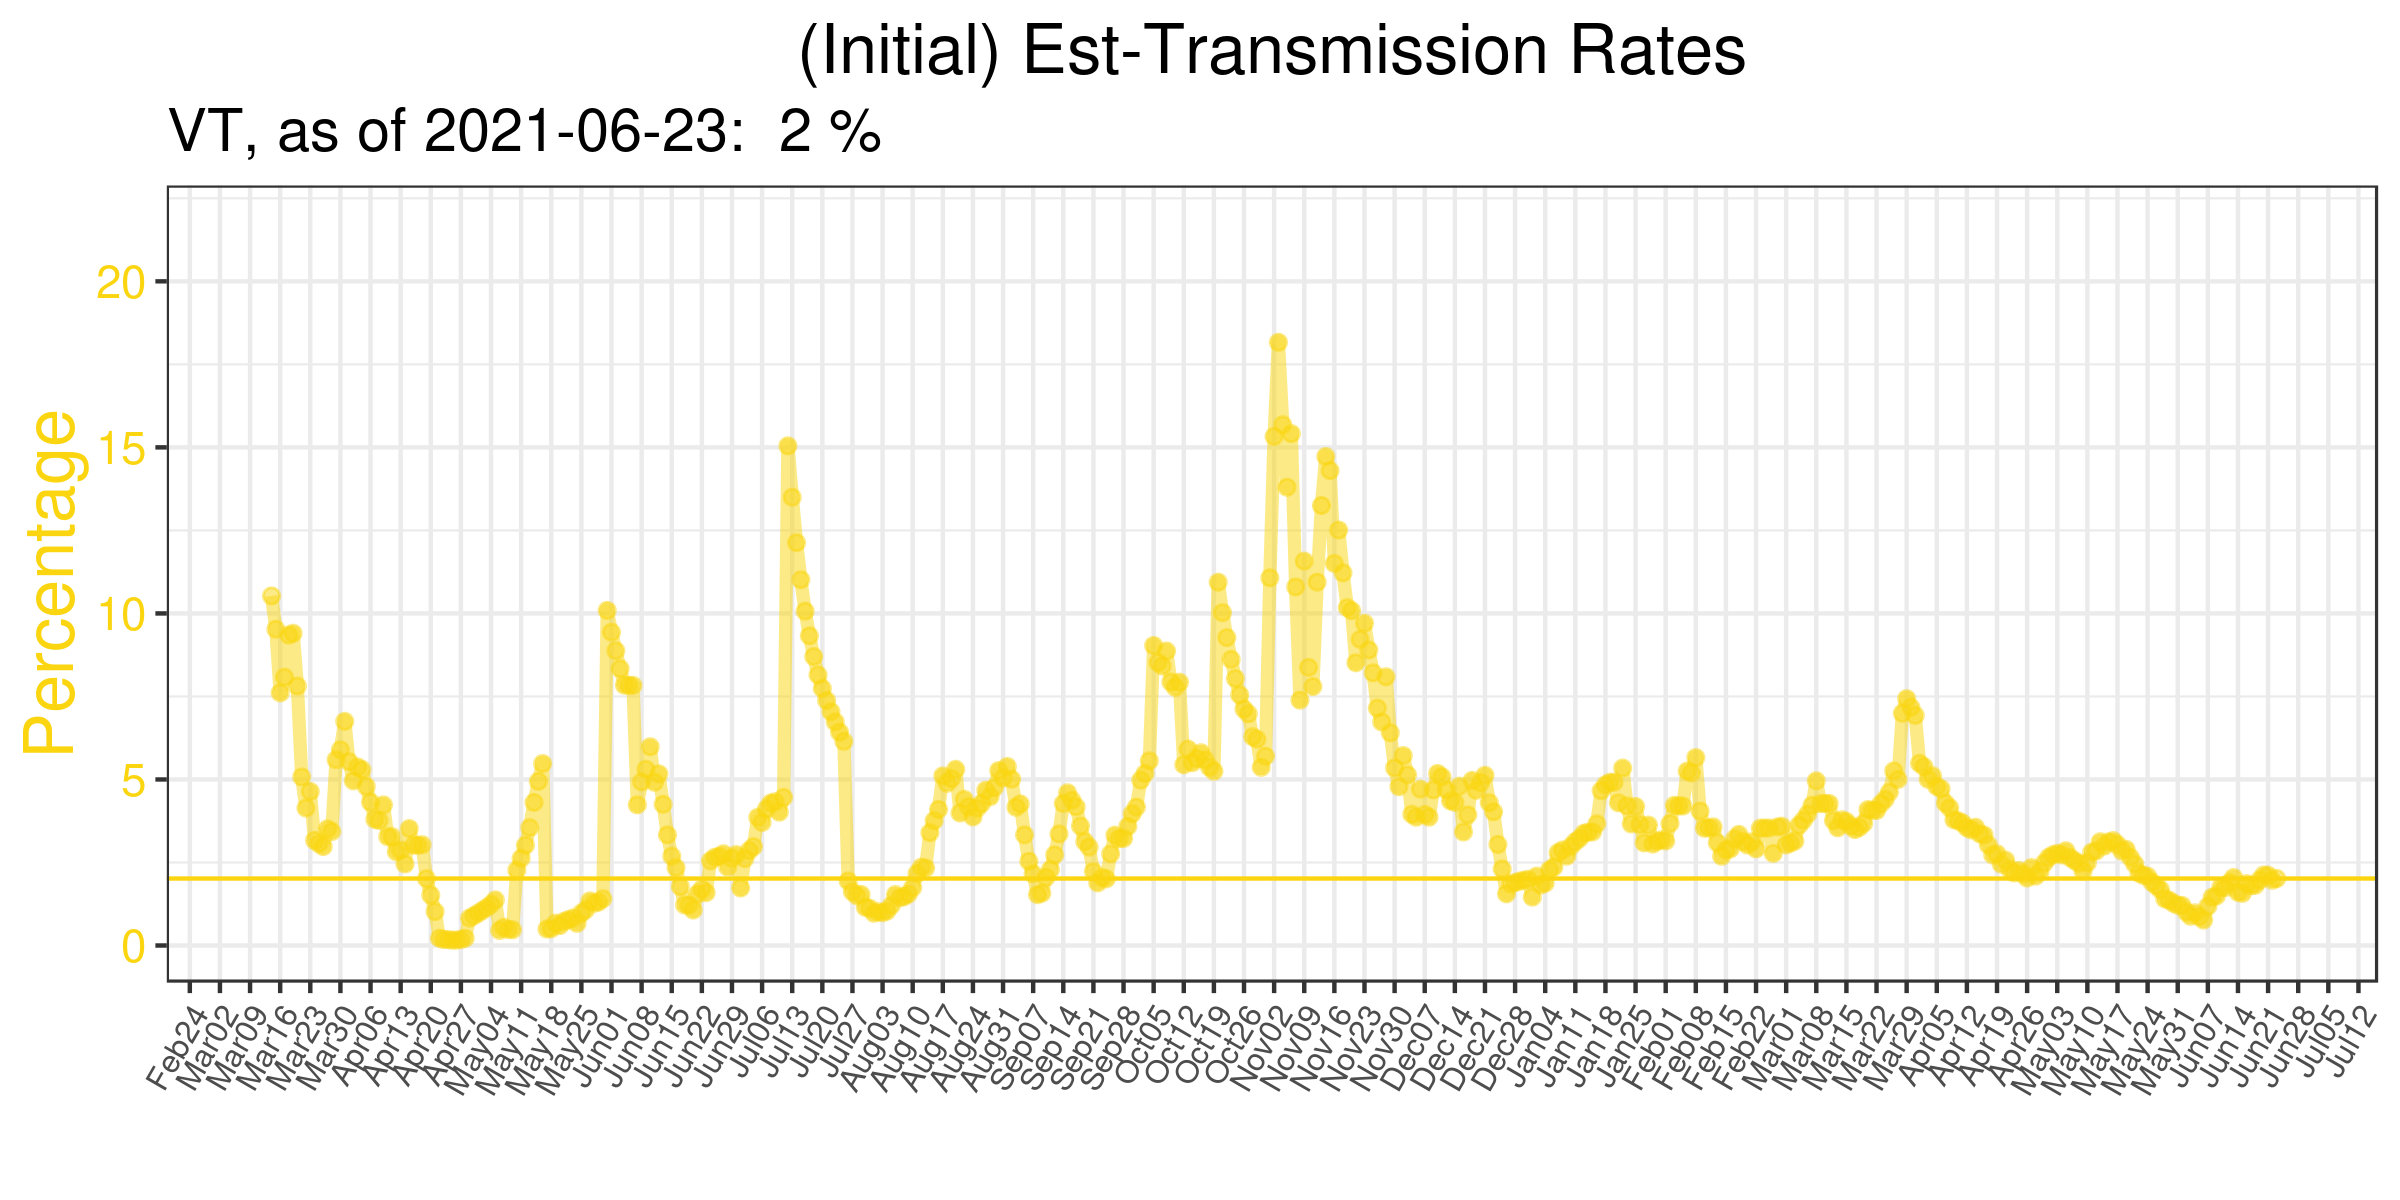 (Initial) Est-Transmission Rates
VT, as of 2021-06-23:  2 %
Percentage
20
15
10
5
0
Feb24
Mar02
Mar09
Mar16
Mar23
Mar30
Apr06
Apr13
Apr20
Apr27
May04
May11
May18
May25
Jun01
Jun08
Jun15
Jun22
Jun29
Jul06
Jul13
Jul20
Jul27
Aug03
Aug10
Aug17
Aug24
Aug31
Sep07
Sep14
Sep21
Sep28
Oct05
Oct12
Oct19
Oct26
Nov02
Nov09
Nov16
Nov23
Nov30
Dec07
Dec14
Dec21
Dec28
Jan04
Jan11
Jan18
Jan25
Feb01
Feb08
Feb15
Feb22
Mar01
Mar08
Mar15
Mar22
Mar29
Apr05
Apr12
Apr19
Apr26
May03
May10
May17
May24
May31
Jun07
Jun14
Jun21
Jun28
Jul05
Jul12